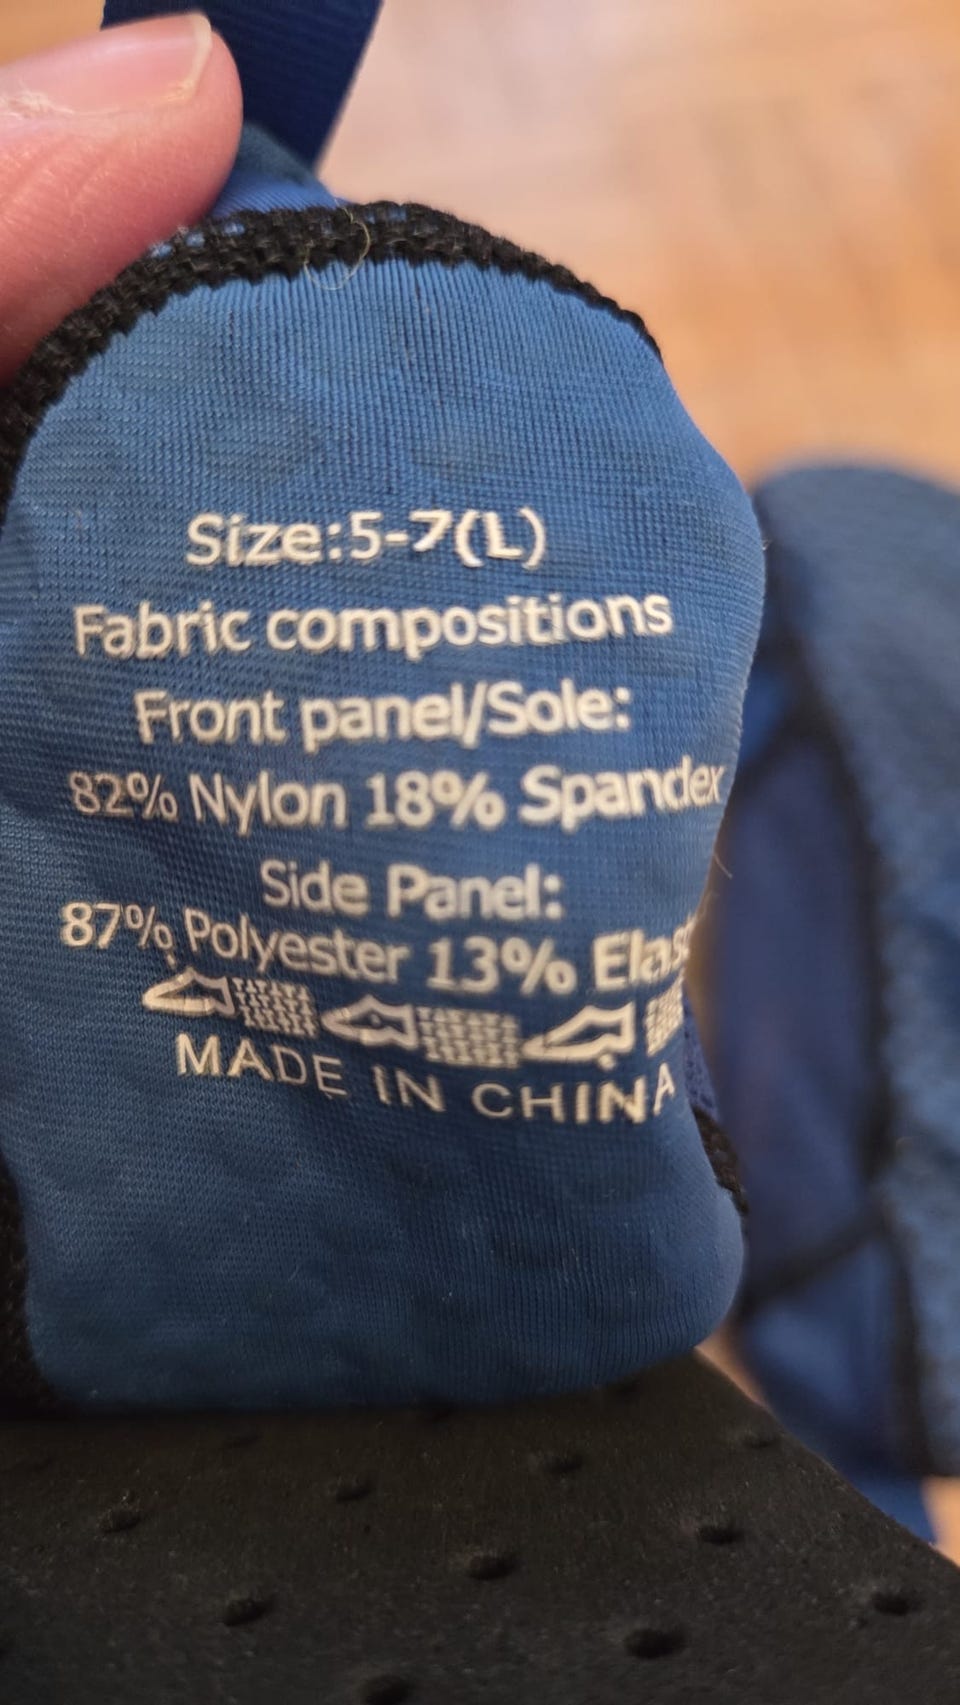 Size:5-7(L)
Fabric compositions
Front panel/Sole:
82% Nylon 18% Spandex
Side Panel:
87% Polyester 13%
MADE IN CHINA